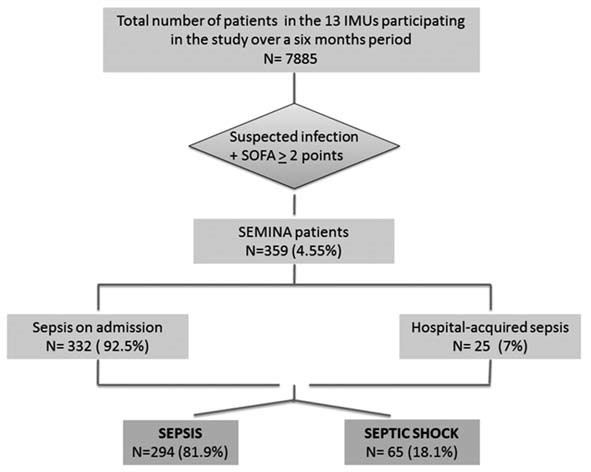 Total number of patients in the 13 IMUs participating
in the study over a six months period
N= 7885
Suspected infection
+ SOFA ≥ 2 points
SEMINA patients
N=359 (4.55%)
Sepsis on admission
N= 332 ( 92.5%)
Hospital-acquired sepsis
N= 25 (7%)
SEPSIS
N=294 (81.9%)
SEPTIC SHOCK
N= 65 (18.1%)